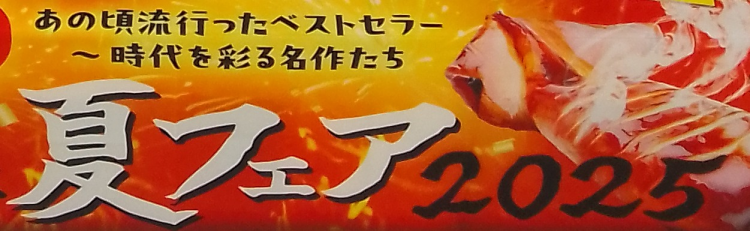 あの頃流行ったベストセラー
～時代を彩る名作たち
夏フェア2025